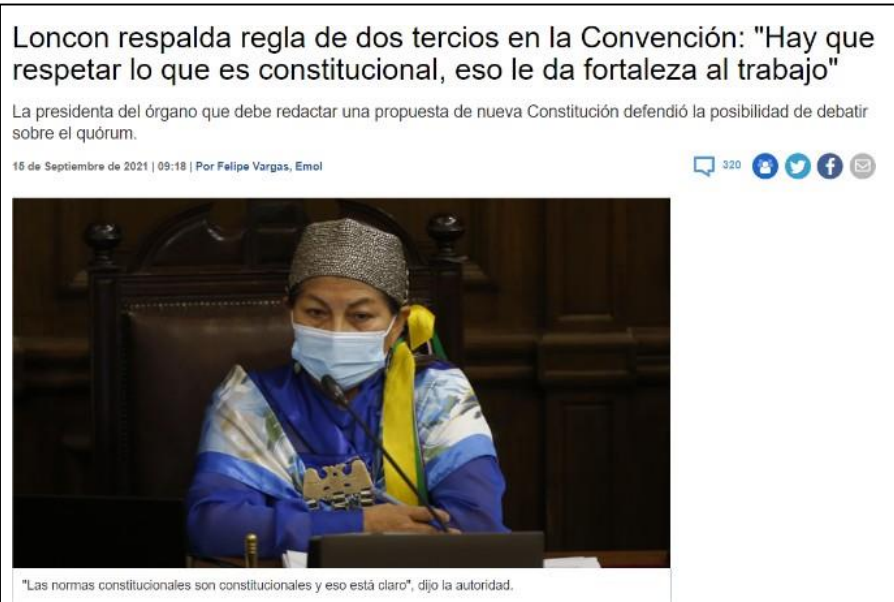 Loncon respalda regla de dos tercios en la Convención: "Hay que
respetar lo que es constitucional, eso le da fortaleza al trabajo"
La presidenta del órgano que debe redactar una propuesta de nueva Constitución defendió la posibilidad de debatir
sobre el quórum.
15 de Septiembre de 2021 | 09:18 | Por Felipe Vargas, Emol
320
"Las normas constitucionales son constitucionales y eso está claro", dijo la autoridad.